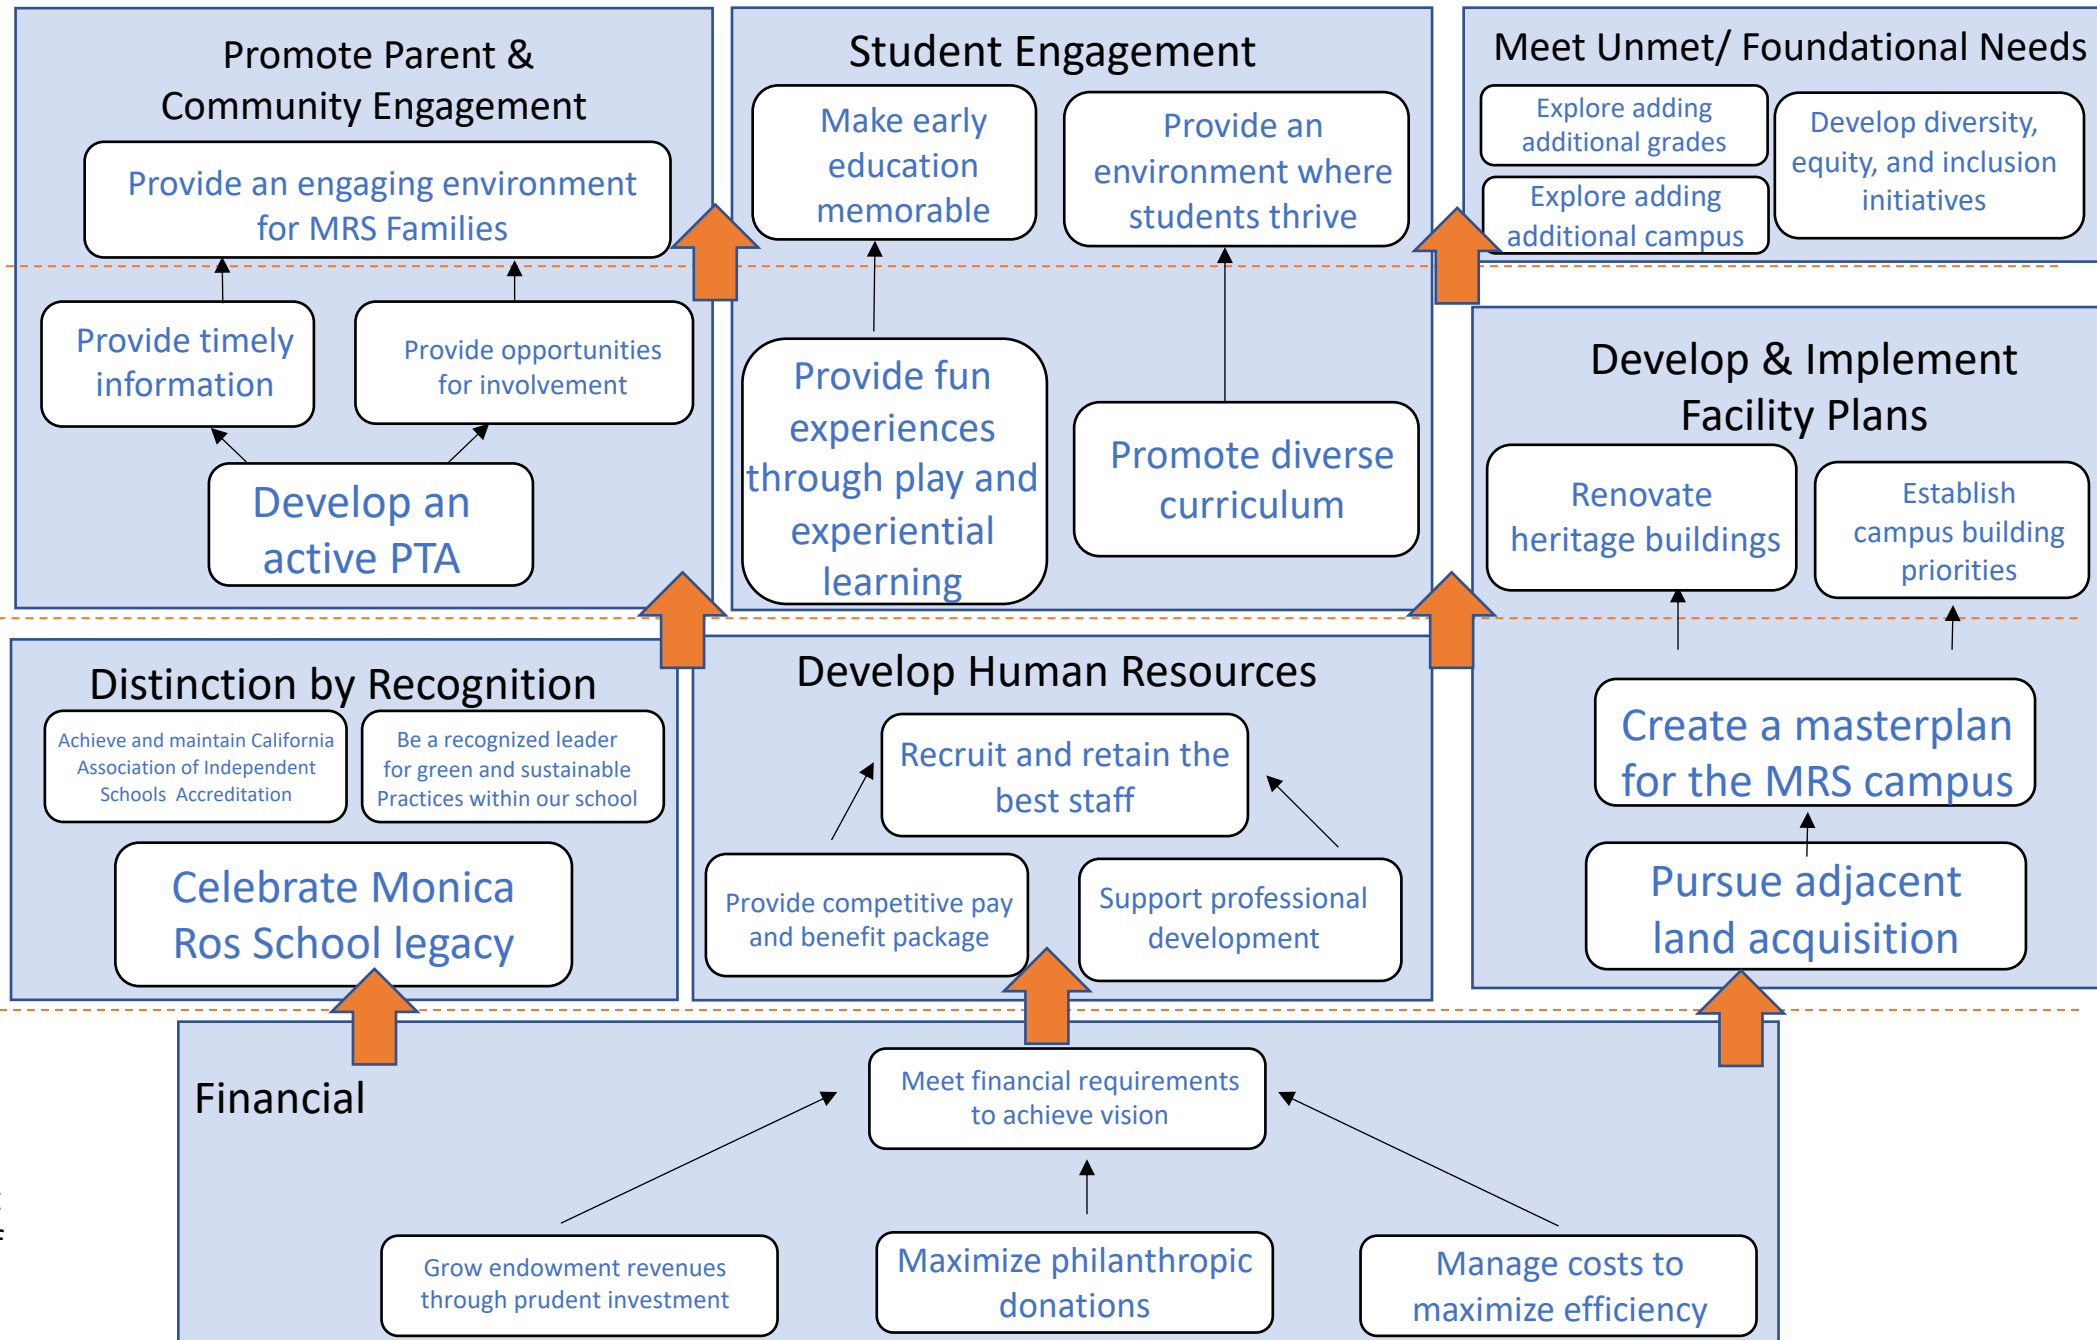 Promote Parent &
Community Engagement
Provide an engaging environment
for MRS Families
Provide timely
information
Provide opportunities
for involvement
Develop an
active PTA
Student Engagement
Make early
education
memorable
Provide an
environment where
students thrive
Provide fun
experiences
through play and
experiential
learning
Promote diverse
curriculum
Meet Unmet/ Foundational Needs
Explore adding
additional grades
Explore adding
additional campus
Develop diversity,
equity, and inclusion
initiatives
Develop & Implement
Facility Plans
Renovate
heritage buildings
Establish
campus building
priorities
Create a masterplan
for the MRS campus
Pursue adjacent
land acquisition
Distinction by Recognition
Achieve and maintain California
Association of Independent
Schools  Accreditation
Be a recognized leader
for green and sustainable
Practices within our school
Celebrate Monica
Ros School legacy
Develop Human Resources
Recruit and retain the
best staff
Provide competitive pay
and benefit package
Support professional
development
Financial
Meet financial requirements
to achieve vision
Grow endowment revenues
through prudent investment
Maximize philanthropic
donations
Manage costs to
maximize efficiency